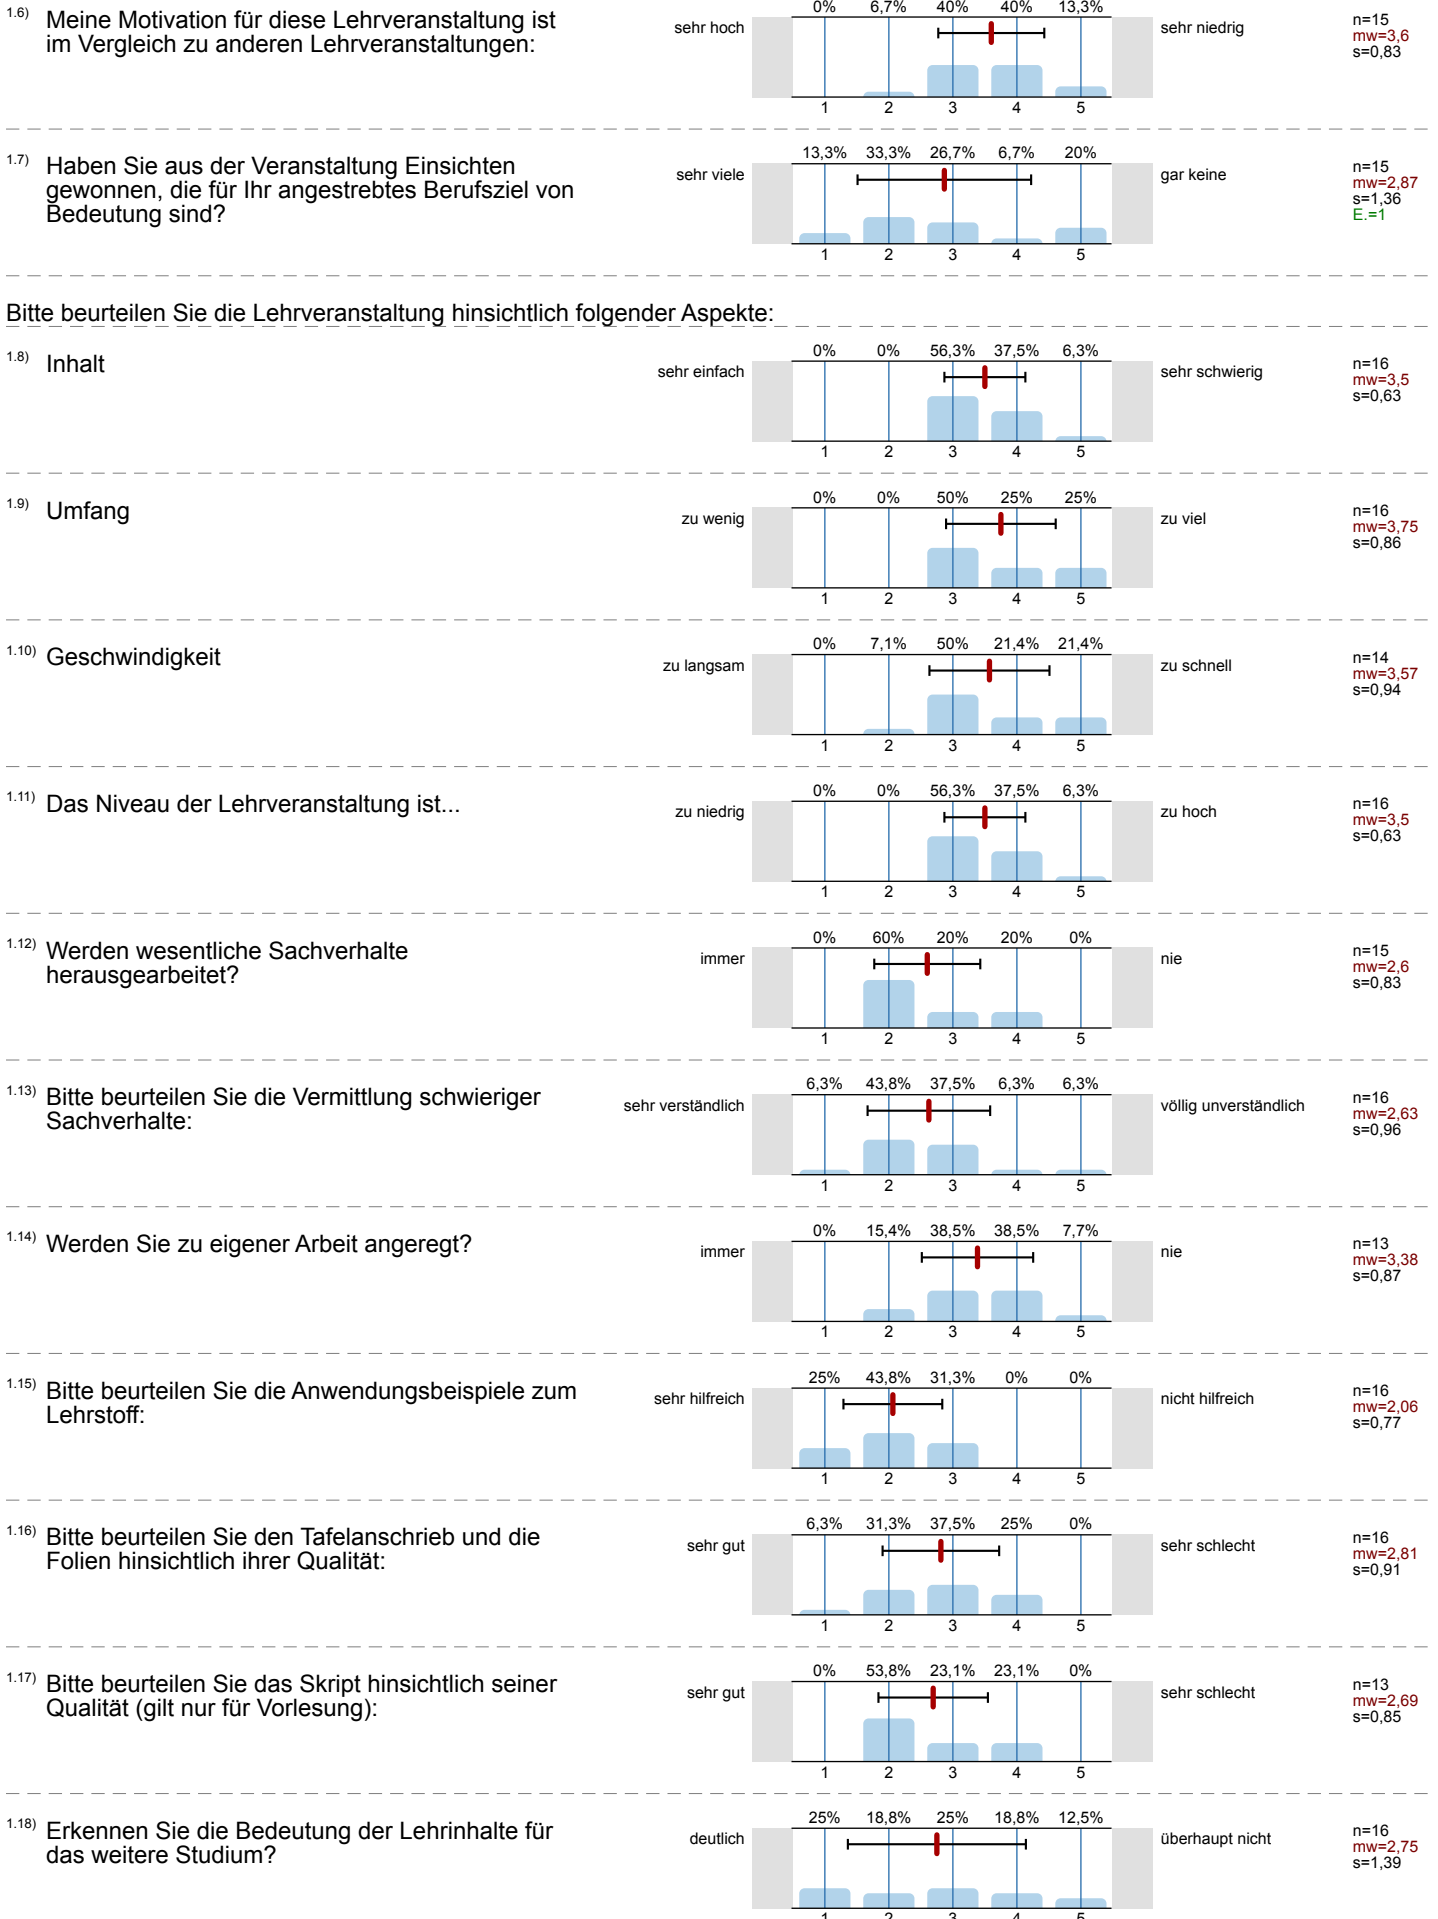 1.6) Meine Motivation für diese Lehrveranstaltung ist
im Vergleich zu anderen Lehrveranstaltungen:
0% 6,7% 40% 40% 13,3%
sehr hoch sehr niedrig
1 2 3 4 5
n=15
mw=3,6
s=0,83
1.7) Haben Sie aus der Veranstaltung Einsichten
gewonnen, die für Ihr angestrebtes Berufsziel von
Bedeutung sind?
13,3% 33,3% 26,7% 6,7% 20%
sehr viele gar keine
1 2 3 4 5
n=15
mw=2,87
s=1,36
E.=1
Bitte beurteilen Sie die Lehrveranstaltung hinsichtlich folgender Aspekte:
1.8) Inhalt
0% 0% 56,3% 37,5% 6,3%
sehr einfach sehr schwierig
1 2 3 4 5
n=16
mw=3,5
s=0,63
1.9) Umfang
0% 0% 50% 25% 25%
zu wenig zu viel
1 2 3 4 5
n=16
mw=3,75
s=0,86
1.10) Geschwindigkeit
0% 7,1% 50% 21,4% 21,4%
zu langsam zu schnell
1 2 3 4 5
n=14
mw=3,57
s=0,94
1.11) Das Niveau der Lehrveranstaltung ist...
0% 0% 56,3% 37,5% 6,3%
zu niedrig zu hoch
1 2 3 4 5
n=16
mw=3,5
s=0,63
1.12) Werden wesentliche Sachverhalte
herausgearbeitet?
0% 60% 20% 20% 0%
immer nie
1 2 3 4 5
n=15
mw=2,6
s=0,83
1.13) Bitte beurteilen Sie die Vermittlung schwieriger
Sachverhalte:
6,3% 43,8% 37,5% 6,3% 6,3%
sehr verständlich völlig unverständlich
1 2 3 4 5
n=16
mw=2,63
s=0,96
1.14) Werden Sie zu eigener Arbeit angeregt?
0% 15,4% 38,5% 38,5% 7,7%
immer nie
1 2 3 4 5
n=13
mw=3,38
s=0,87
1.15) Bitte beurteilen Sie die Anwendungsbeispiele zum
Lehrstoff:
25% 43,8% 31,3% 0% 0%
sehr hilfreich nicht hilfreich
1 2 3 4 5
n=16
mw=2,06
s=0,77
1.16) Bitte beurteilen Sie den Tafelanschrieb und die
Folien hinsichtlich ihrer Qualität:
6,3% 31,3% 37,5% 25% 0%
sehr gut sehr schlecht
1 2 3 4 5
n=16
mw=2,81
s=0,91
1.17) Bitte beurteilen Sie das Skript hinsichtlich seiner
Qualität (gilt nur für Vorlesung):
0% 53,8% 23,1% 23,1% 0%
sehr gut sehr schlecht
1 2 3 4 5
n=13
mw=2,69
s=0,85
1.18) Erkennen Sie die Bedeutung der Lehrinhalte für
das weitere Studium?
25% 18,8% 25% 18,8% 12,5%
deutlich überhaupt nicht
1 2 3 4 5
n=16
mw=2,75
s=1,39